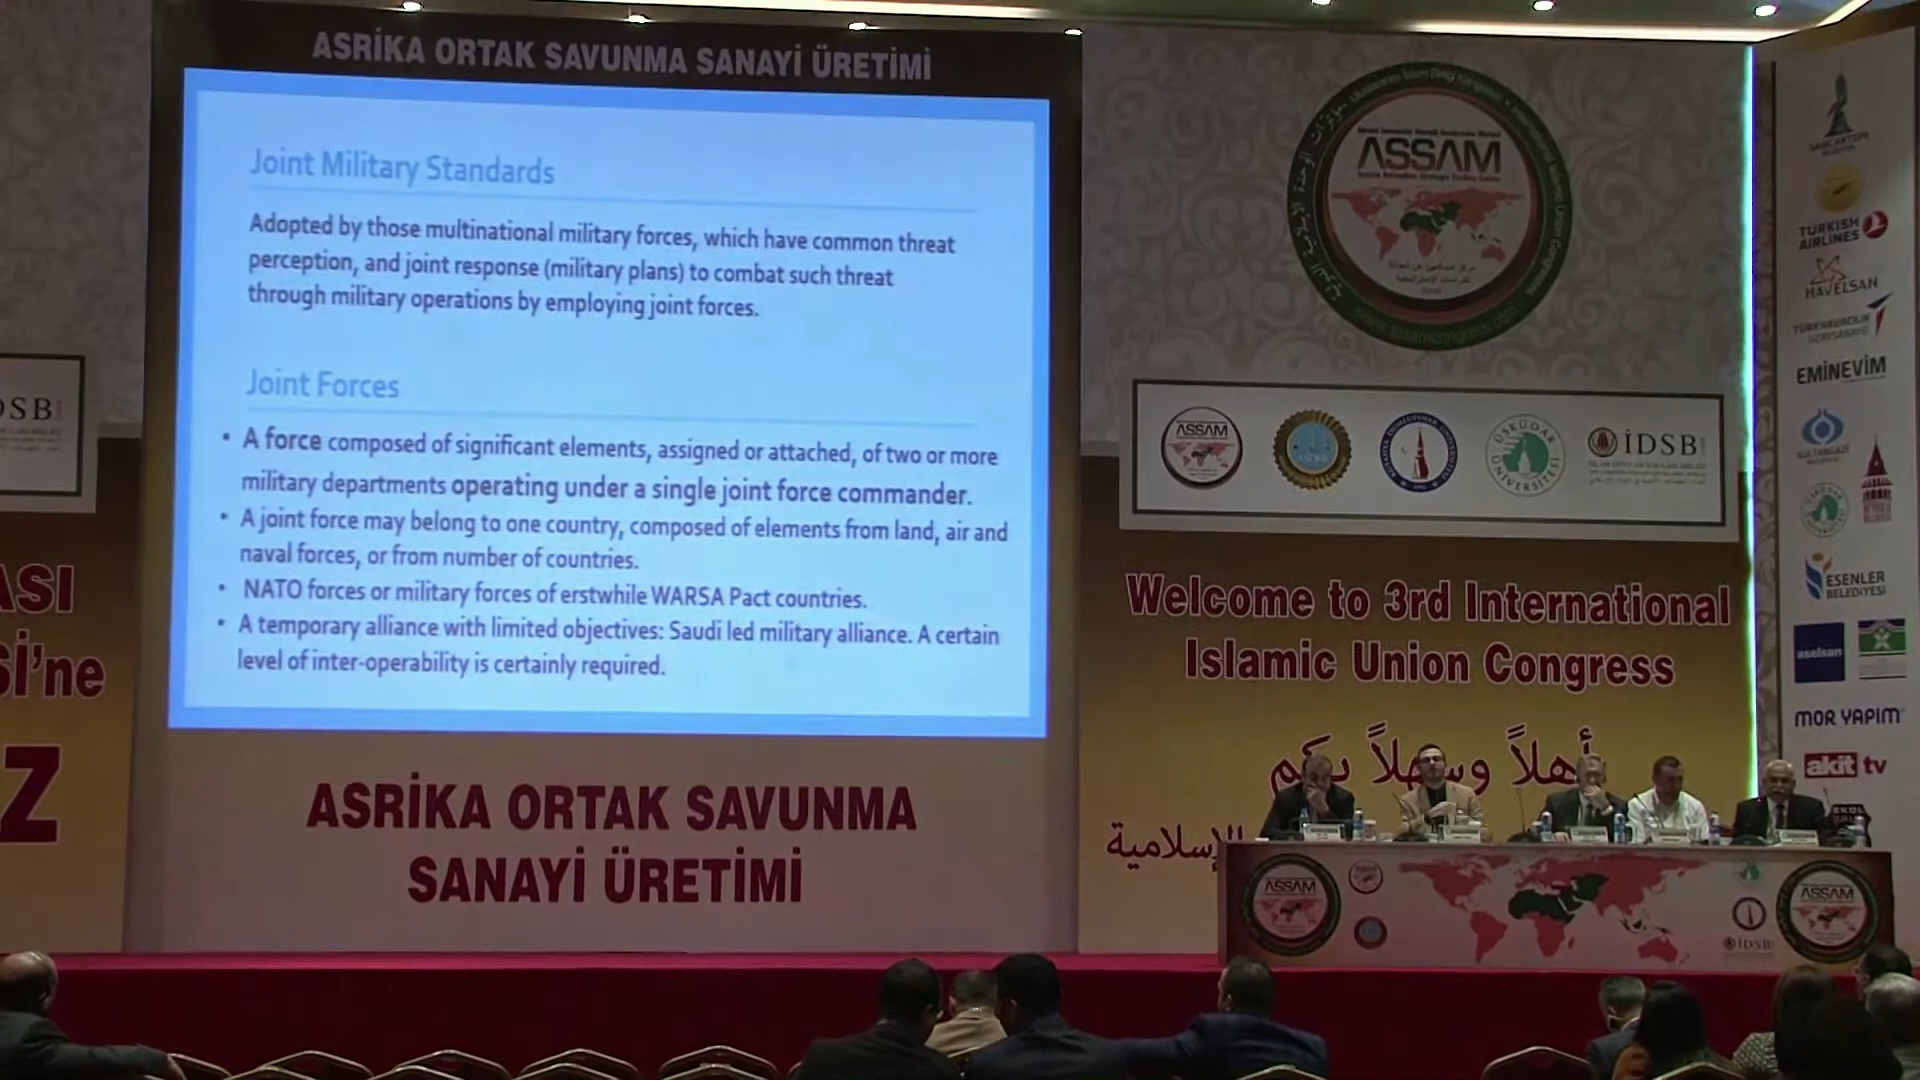 ASRİKA ORTAK SAVUNMA SANAYİ ÜRETİMİ
Joint Military Standards
Adopted by those multinational military forces, which have common threat
perception, and joint response (military plans) to combat such threat
through military operations by employing joint forces.
Joint Forces
• A force composed of significant elements, assigned or attached, of two or more
military departments operating under a single joint force commander.
• A joint force may belong to one country, composed of elements from land, air and
naval forces, or from number of countries.
• NATO forces or military forces of erstwhile WARSA Pact countries.
• A temporary alliance with limited objectives: Saudi led military alliance. A certain
level of inter-operability is certainly required.
ASRİKA ORTAK SAVUNMA
SANAYİ ÜRETİMİ
ASI
Sİ'ne
Z
DSB
ASSAM
www.assamcongress.com
ASSAM
ÜSKÜDAR
ÜNİVERSİTESİ
İDSB
Welcome to 3rd International
Islamic Union Congress
أهلاً وسهلاً بكم
الإسلامية
SANCAKTEPE
TURKISH
AIRLINES
HAVELSAN
EMİNEVİM
SULTANGAZİ
ESENLER
BELEDİYESİ
aselsan
MOR YAPIM
akit tv
ASSAM
İDSB
ASSAM